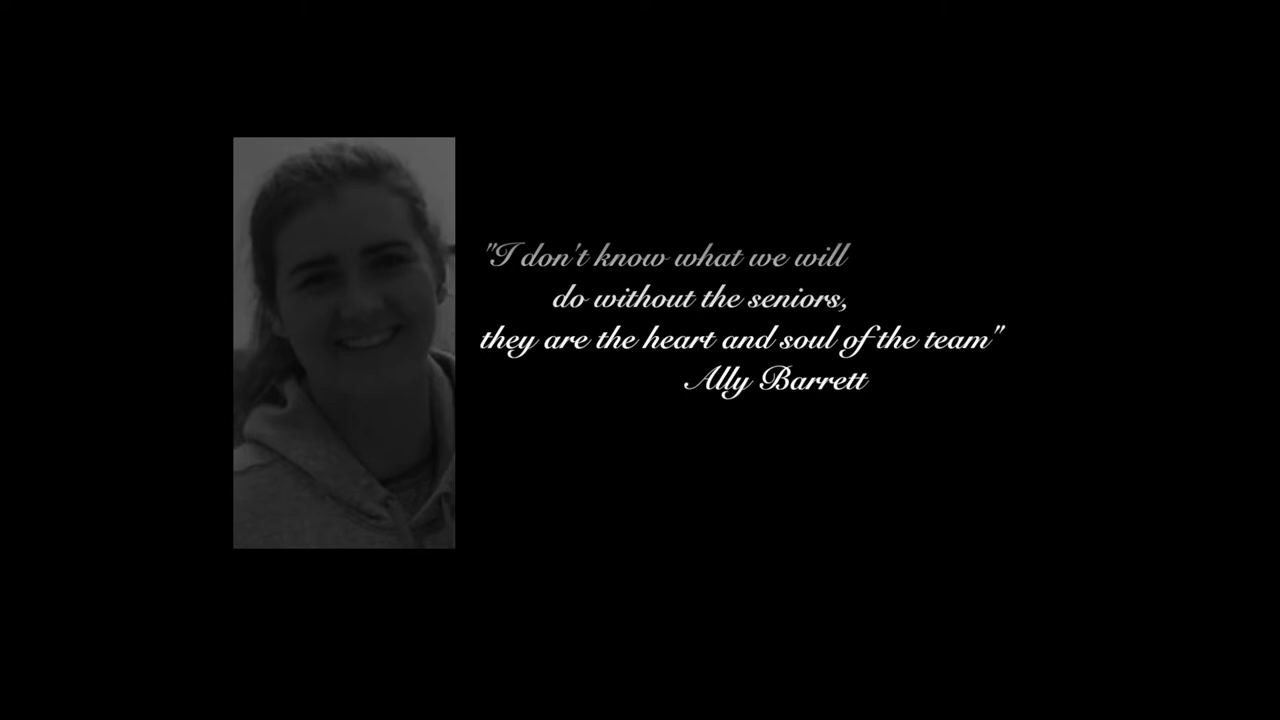 "I don't know what we will
do without the seniors,
they are the heart and soul of the team"
Ally Barrett